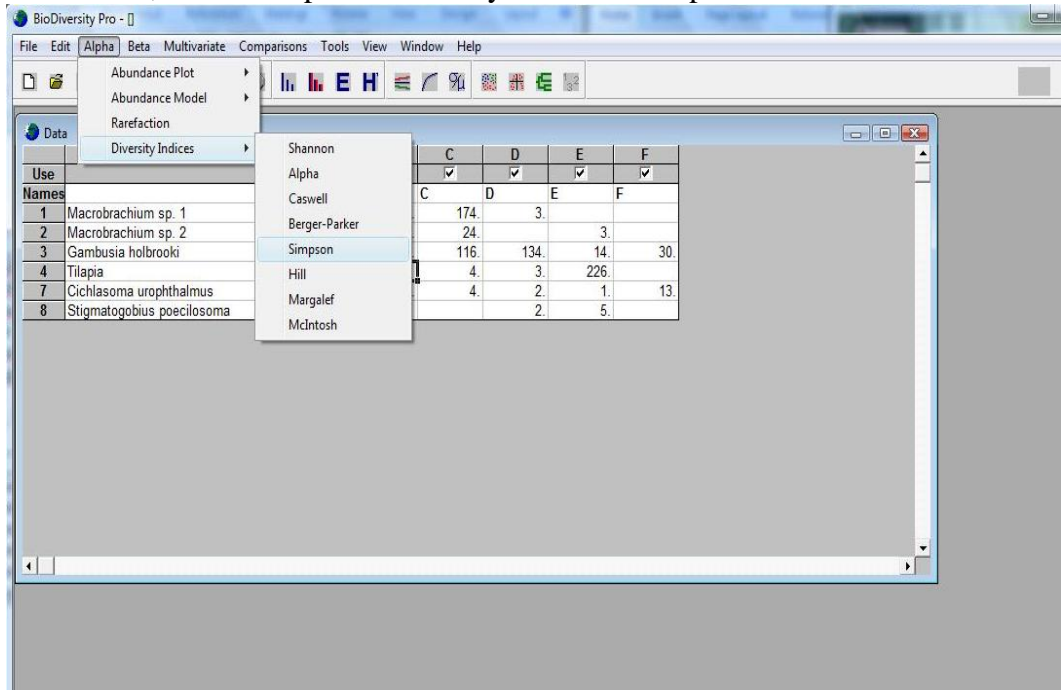 BioDiversity Pro - []
File Edit Alpha Beta Multivariate Comparisons Tools View Window Help
Abundance Plot
Abundance Model
Rarefaction
Diversity Indices
Shannon
Alpha
Caswell
Berger-Parker
Simpson
Hill
Margalef
McIntosh
E H'
Data
C D E F
Use
Names C D E F
1 Macrobrachium sp. 1 174. 3.
2 Macrobrachium sp. 2 24. 3.
3 Gambusia holbrooki 116. 134. 14. 30.
4 Tilapia 4. 3. 226.
7 Cichlasoma urophthalmus 4. 2. 1. 13.
8 Stigmatogobius poecilosoma 2. 5.